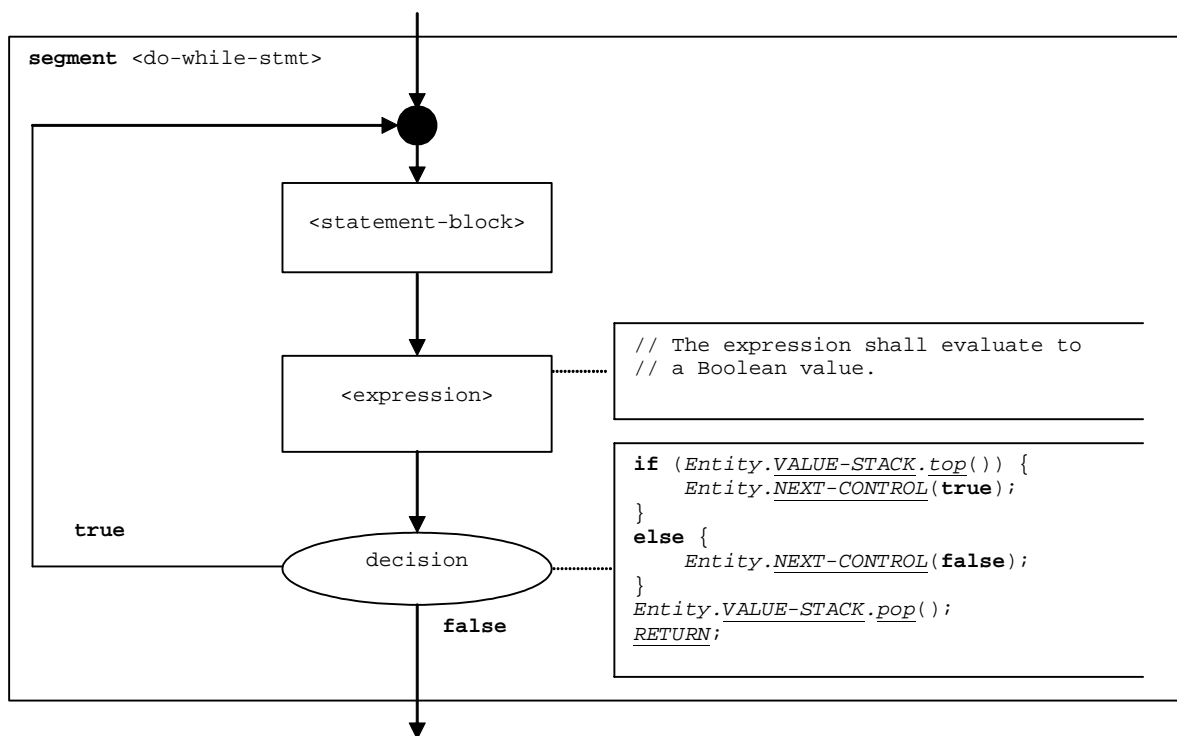 segment <do-while-stmt>
<statement-block>
// The expression shall evaluate to
// a Boolean value.
<expression>
if (Entity.VALUE-STACK.top()) {
    Entity.NEXT-CONTROL(true);
}
else {
    Entity.NEXT-CONTROL(false);
}
Entity.VALUE-STACK.pop();
RETURN;
true
decision
false